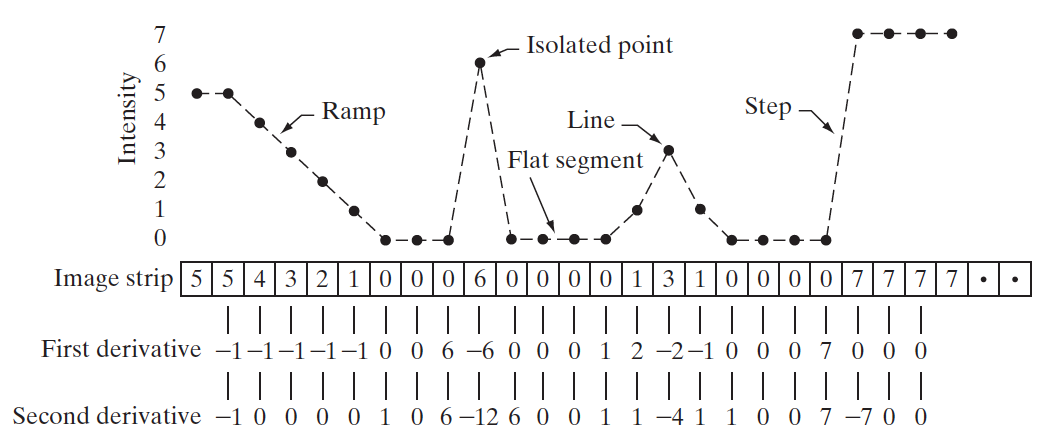 7
Isolated point
6
5
Intensity
Ramp
Step
4
Line
3
Flat segment
2
1
0
Image strip 5 5 4 3 2 1 0 0 0 6 0 0 0 0 1 3 1 0 0 0 0 7 7 7 7 · ·
First derivative −1 −1 −1 −1 −1 0 0 6 −6 0 0 0 1 2 −2 −1 0 0 0 7 0 0 0
Second derivative −1 0 0 0 0 1 0 6 −12 6 0 0 1 1 −4 1 1 0 0 7 −7 0 0